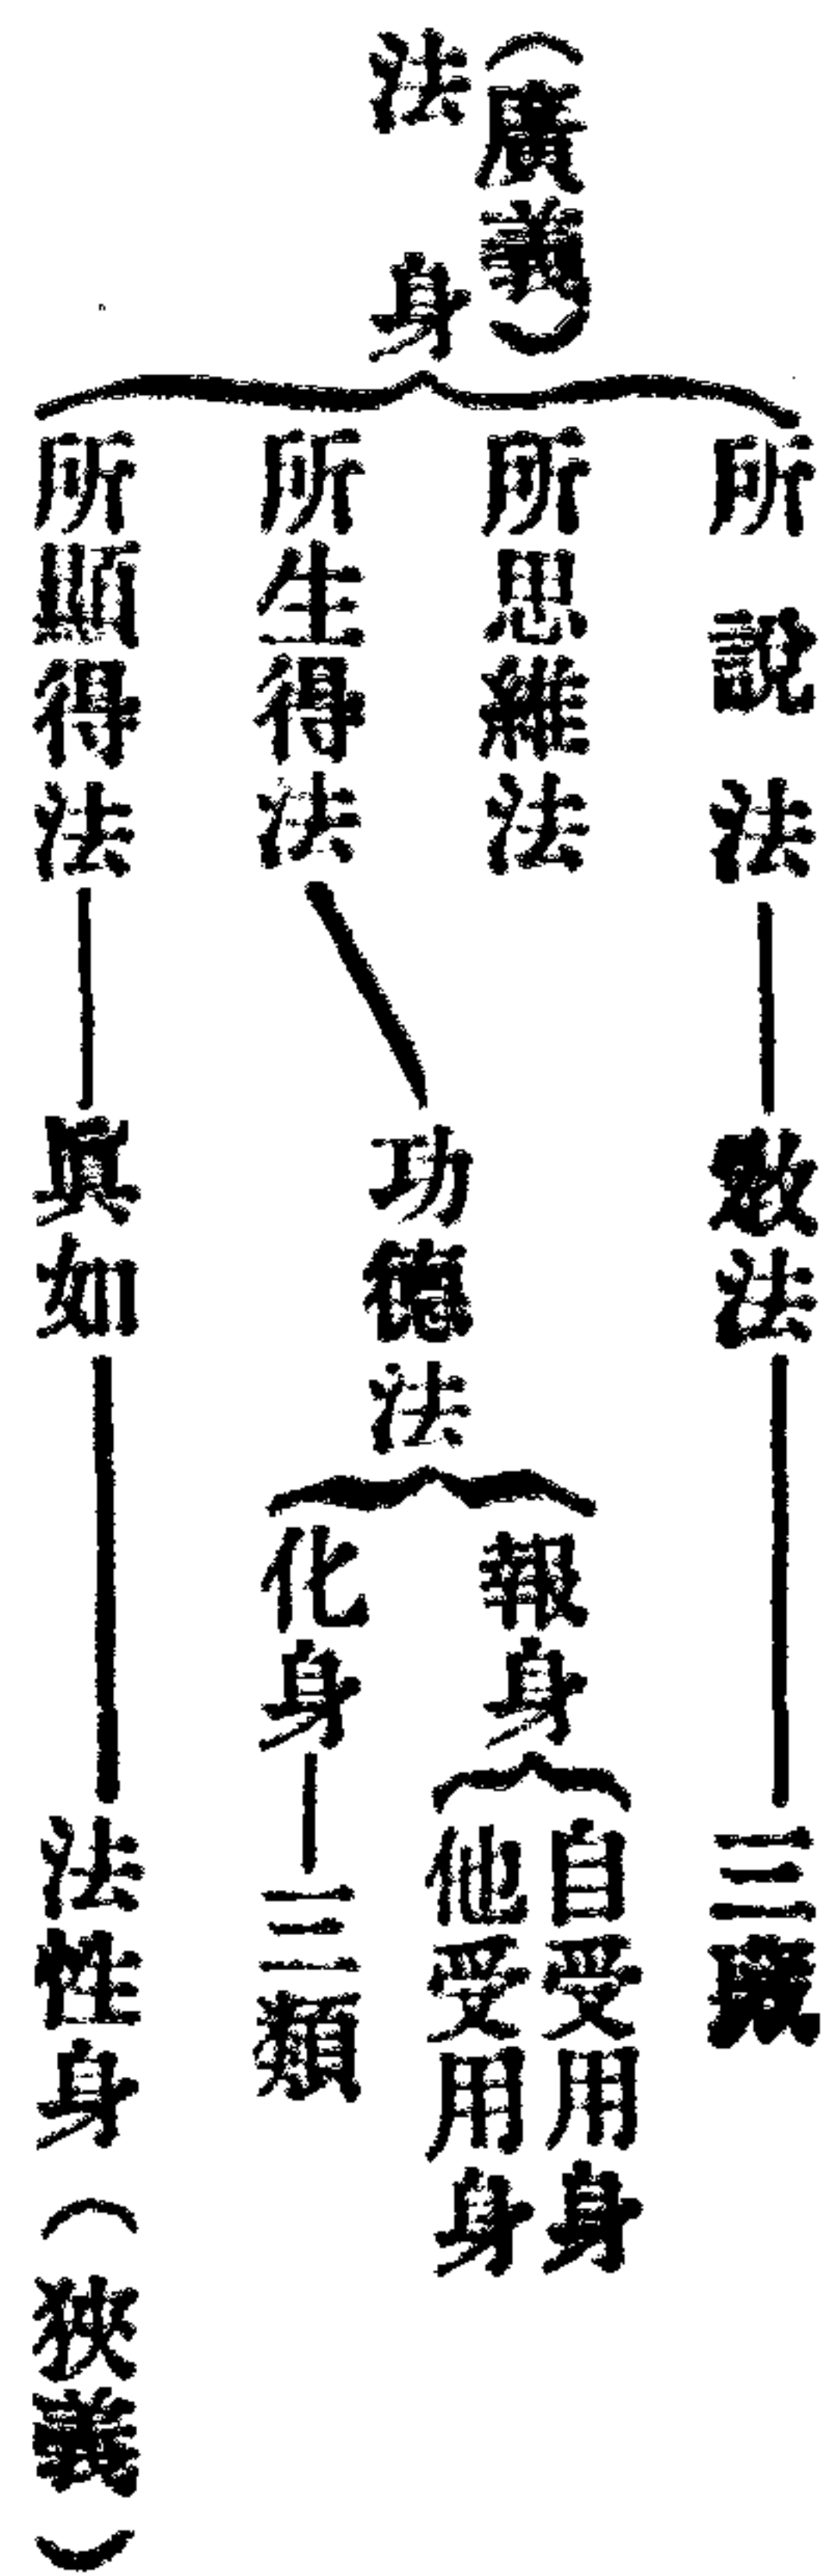 (廣義)
法身
所說法
所思維法
所生得法
所顯得法
教法
功德法
眞如
報身
化身
自受用身
他受用身
三藏
三類
法性身(狹義)